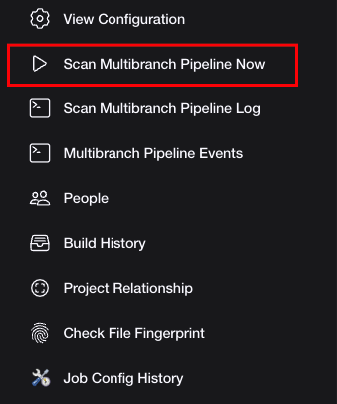 View Configuration
Scan Multibranch Pipeline Now
Scan Multibranch Pipeline Log
Multibranch Pipeline Events
People
Build History
Project Relationship
Check File Fingerprint
Job Config History